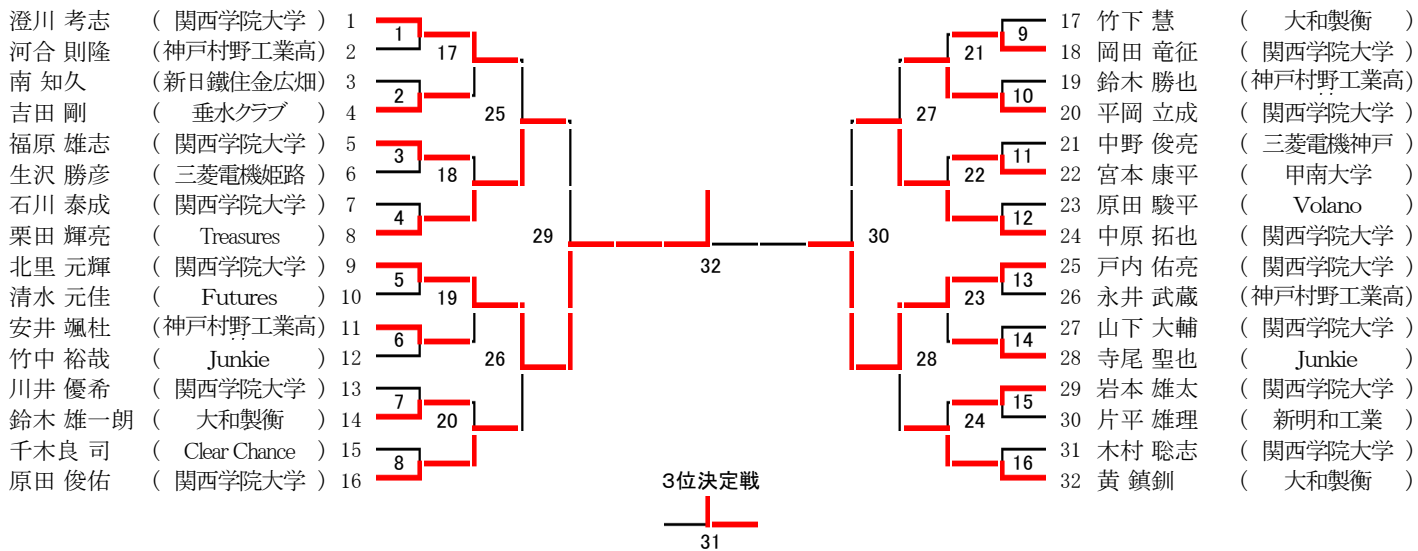 澄川 考志 ( 関西学院大学 ) 1
河合 則隆 (神戸村野工業高) 2
南 知久 (新日鐵住金広畑) 3
吉田 剛 ( 垂水クラブ ) 4
福原 雄志 ( 関西学院大学 ) 5
生沢 勝彦 ( 三菱電機姫路 ) 6
石川 泰成 ( 関西学院大学 ) 7
栗田 輝亮 ( Treasures ) 8
北里 元輝 ( 関西学院大学 ) 9
清水 元佳 ( Futures ) 10
安井 颯杜 (神戸村野工業高) 11
竹中 裕哉 ( Junkie ) 12
川井 優希 ( 関西学院大学 ) 13
鈴木 雄一朗 ( 大和製衡 ) 14
千木良 司 ( Clear Chance ) 15
原田 俊佑 ( 関西学院大学 ) 16
1
2
3
4
5
6
7
8
17
18
19
20
25
26
29
32
3位決定戦
31
30
27
28
21
22
23
24
9
10
11
12
13
14
15
16
17 竹下 慧 ( 大和製衡 )
18 岡田 竜征 ( 関西学院大学 )
19 鈴木 勝也 (神戸村野工業高)
20 平岡 立成 ( 関西学院大学 )
21 中野 俊亮 ( 三菱電機神戸 )
22 宮本 康平 ( 甲南大学 )
23 原田 駿平 ( Volano )
24 中原 拓也 ( 関西学院大学 )
25 戸内 佑亮 ( 関西学院大学 )
26 永井 武蔵 (神戸村野工業高)
27 山下 大輔 ( 関西学院大学 )
28 寺尾 聖也 ( Junkie )
29 岩本 雄太 ( 関西学院大学 )
30 片平 雄理 ( 新明和工業 )
31 木村 聡志 ( 関西学院大学 )
32 黄 鎮釧 ( 大和製衡 )